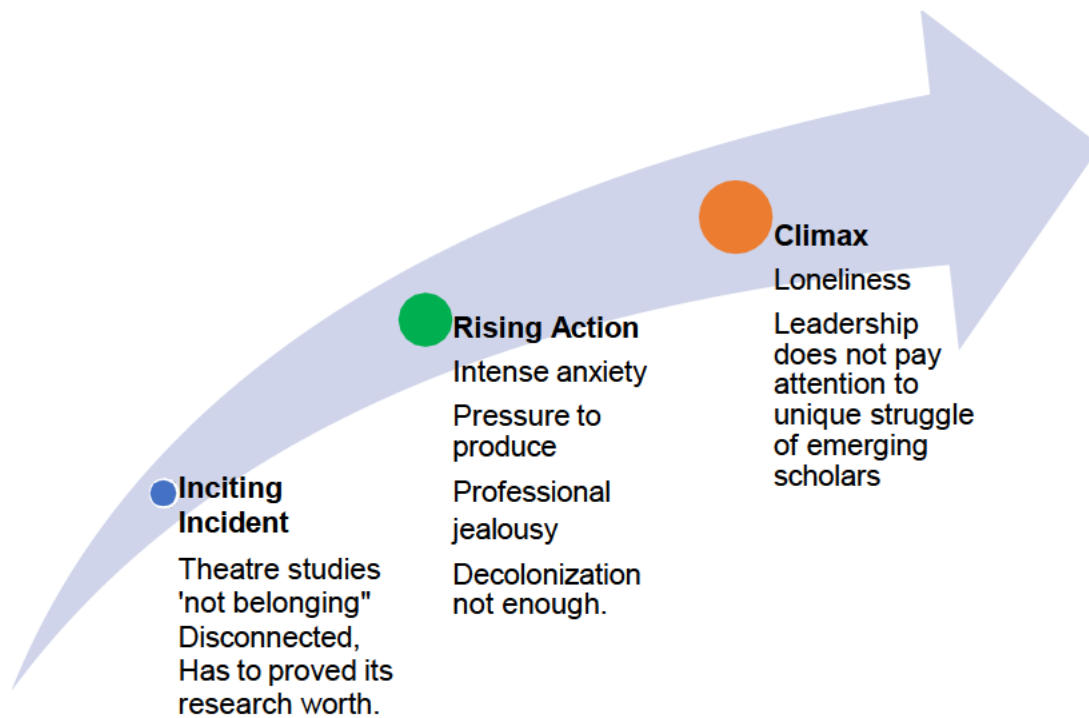 Inciting
Incident
Theatre studies
'not belonging"
Disconnected,
Has to proved its
research worth.
Rising Action
Intense anxiety
Pressure to
produce
Professional
jealousy
Decolonization
not enough.
Climax
Loneliness
Leadership
does not pay
attention to
unique struggle
of emerging
scholars